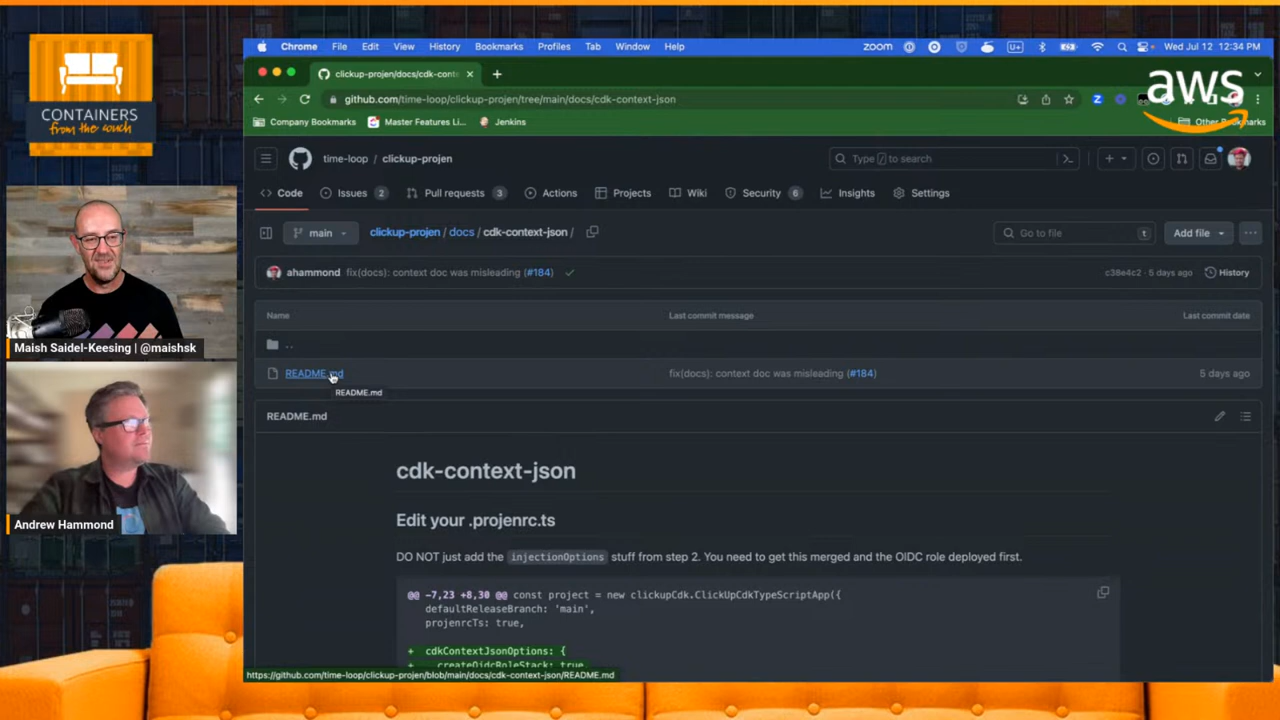 CONTAINERS
from the couch
Maish Saidel-Keesing | @maishsk
Andrew Hammond
aws
Chrome File Edit View History Bookmarks Profiles Tab Window Help
zoom
Wed Jul 12 12:34 PM
clickup-projen/docs/cdk-conte
github.com/time-loop/clickup-projen/tree/main/docs/cdk-context-json
Company Bookmarks Master Features Li... Jenkins
Other Bookmarks
time-loop / clickup-projen
Type / to search
Code Issues 2 Pull requests 3 Actions Projects Wiki Security 6 Insights Settings
main
clickup-projen / docs / cdk-context-json /
Go to file t
Add file
ahammond fix(docs): context doc was misleading (#184)
c38e4c2 · 5 days ago History
Name Last commit message Last commit date
..
README.md fix(docs): context doc was misleading (#184) 5 days ago
README.md
README.md
cdk-context-json
Edit your .projenrc.ts
DO NOT just add the injectionOptions stuff from step 2. You need to get this merged and the OIDC role deployed first.
@@ -7,23 +8,30 @@ const project = new clickupCdk.ClickUpCdkTypeScriptApp({
defaultReleaseBranch: 'main',
projenrcTs: true,
+ cdkContextJsonOptions: {
+ createOidcRoleStack: true,
https://github.com/time-loop/clickup-projen/blob/main/docs/cdk-context-json/README.md